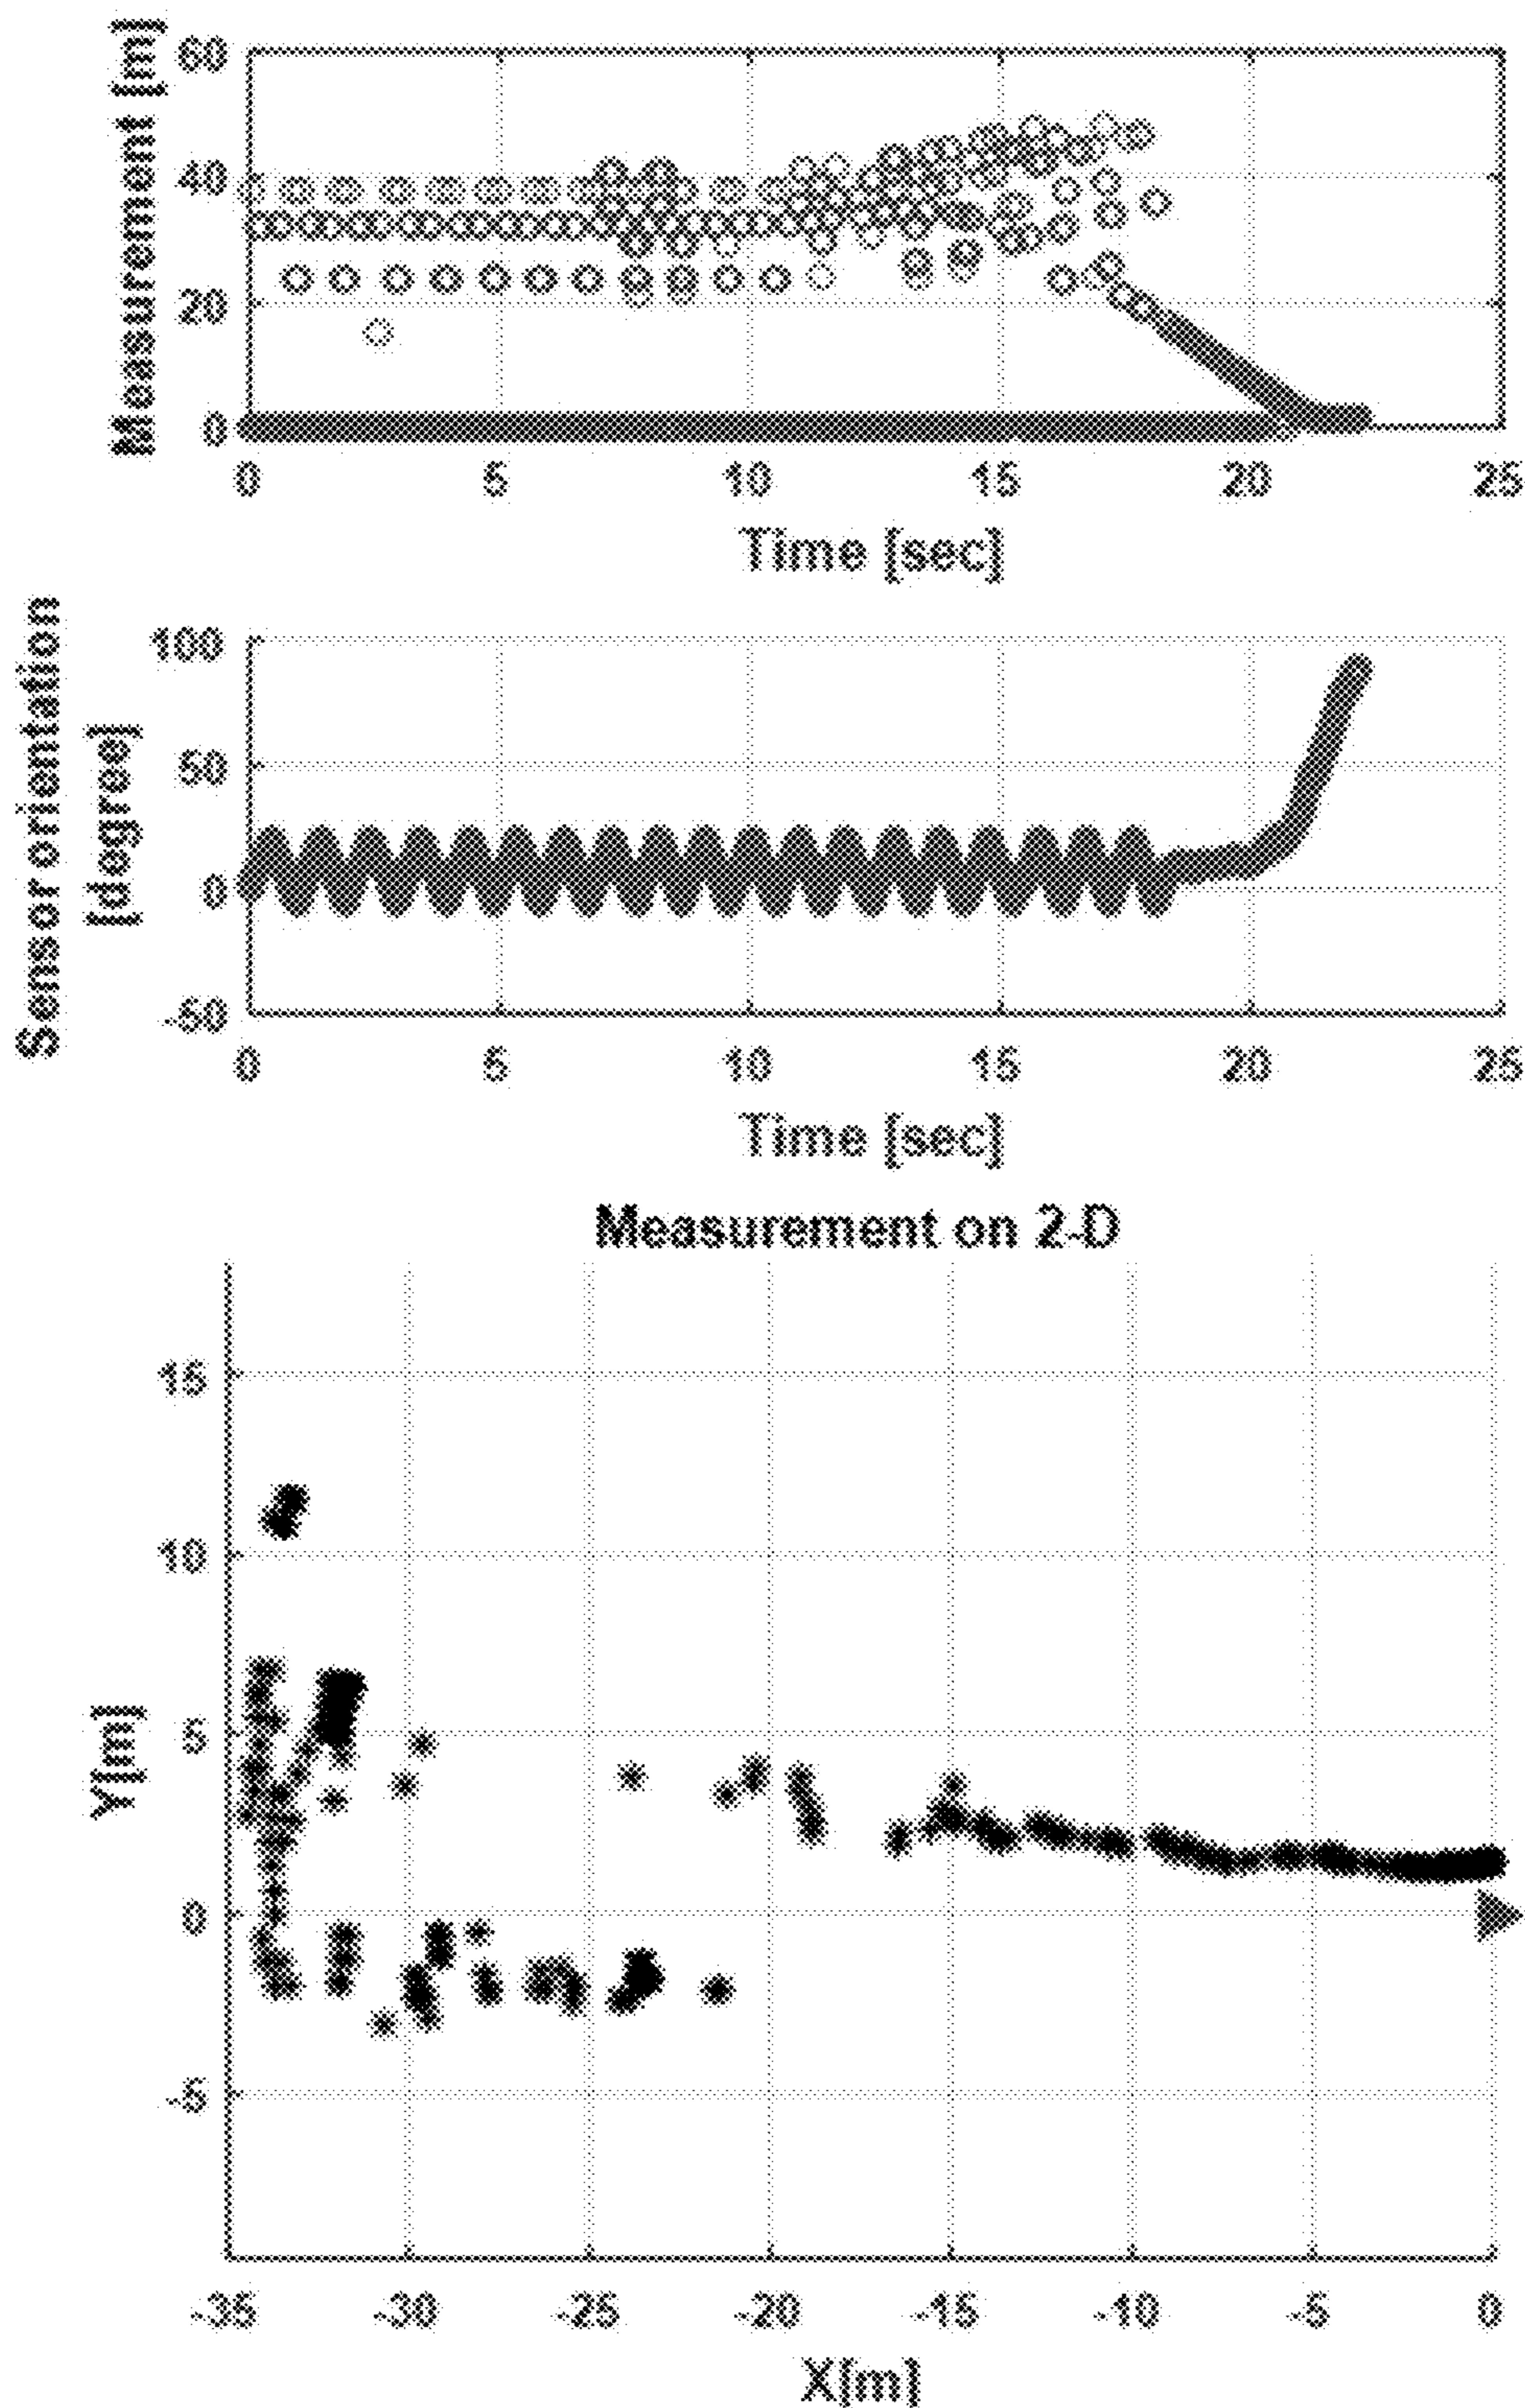 Measurement [m]
60
40
20
0
0 5 10 15 20 25
Time [sec]
Sensor orientation
[degree]
100
50
0
-50
0 5 10 15 20 25
Time [sec]
Measurement on 2-D
Y[m]
15
10
5
0
-5
-35 -30 -25 -20 -15 -10 -5 0
X[m]